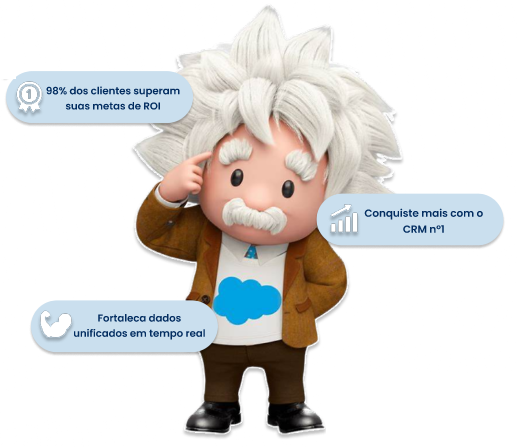 98% dos clientes superam
suas metas de ROI
Conquiste mais com o
CRM nº1
Fortaleca dados
unificados em tempo real
1